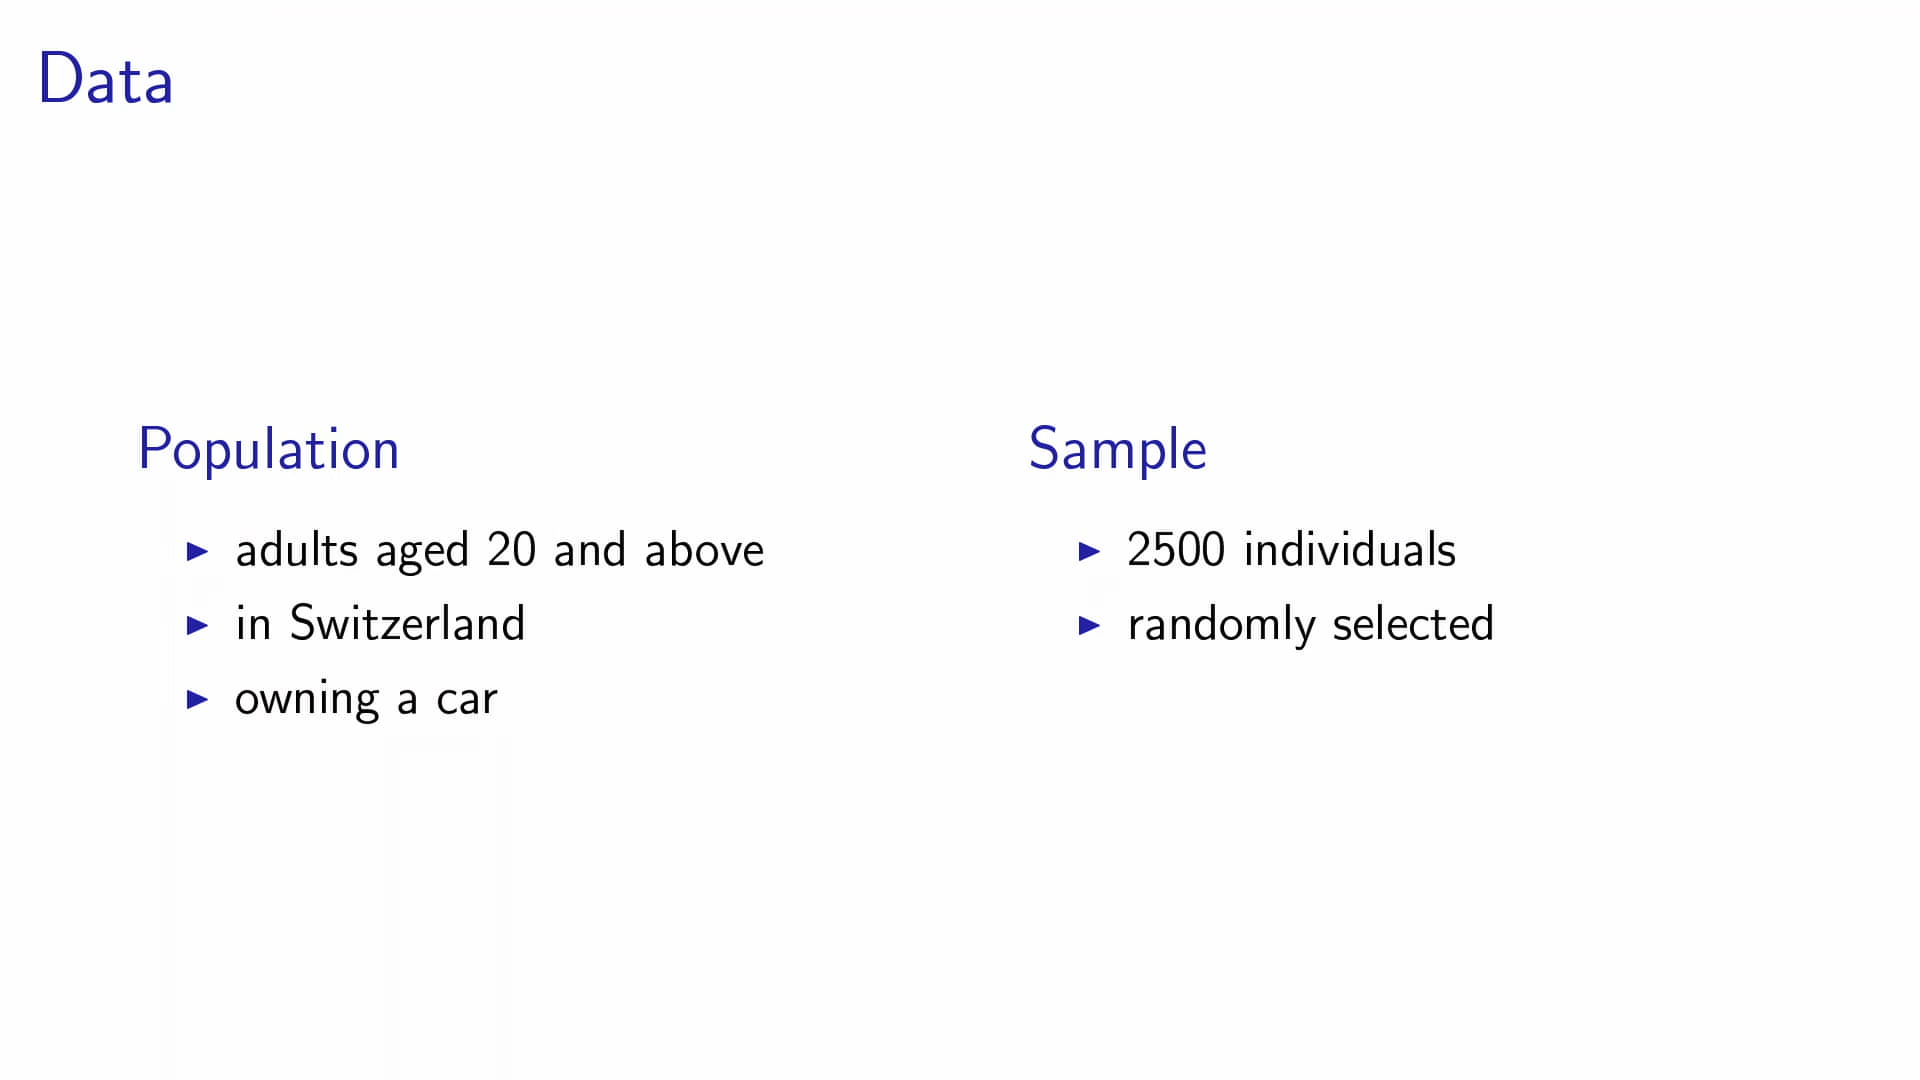 Data
Population
adults aged 20 and above
in Switzerland
owning a car
Sample
2500 individuals
randomly selected